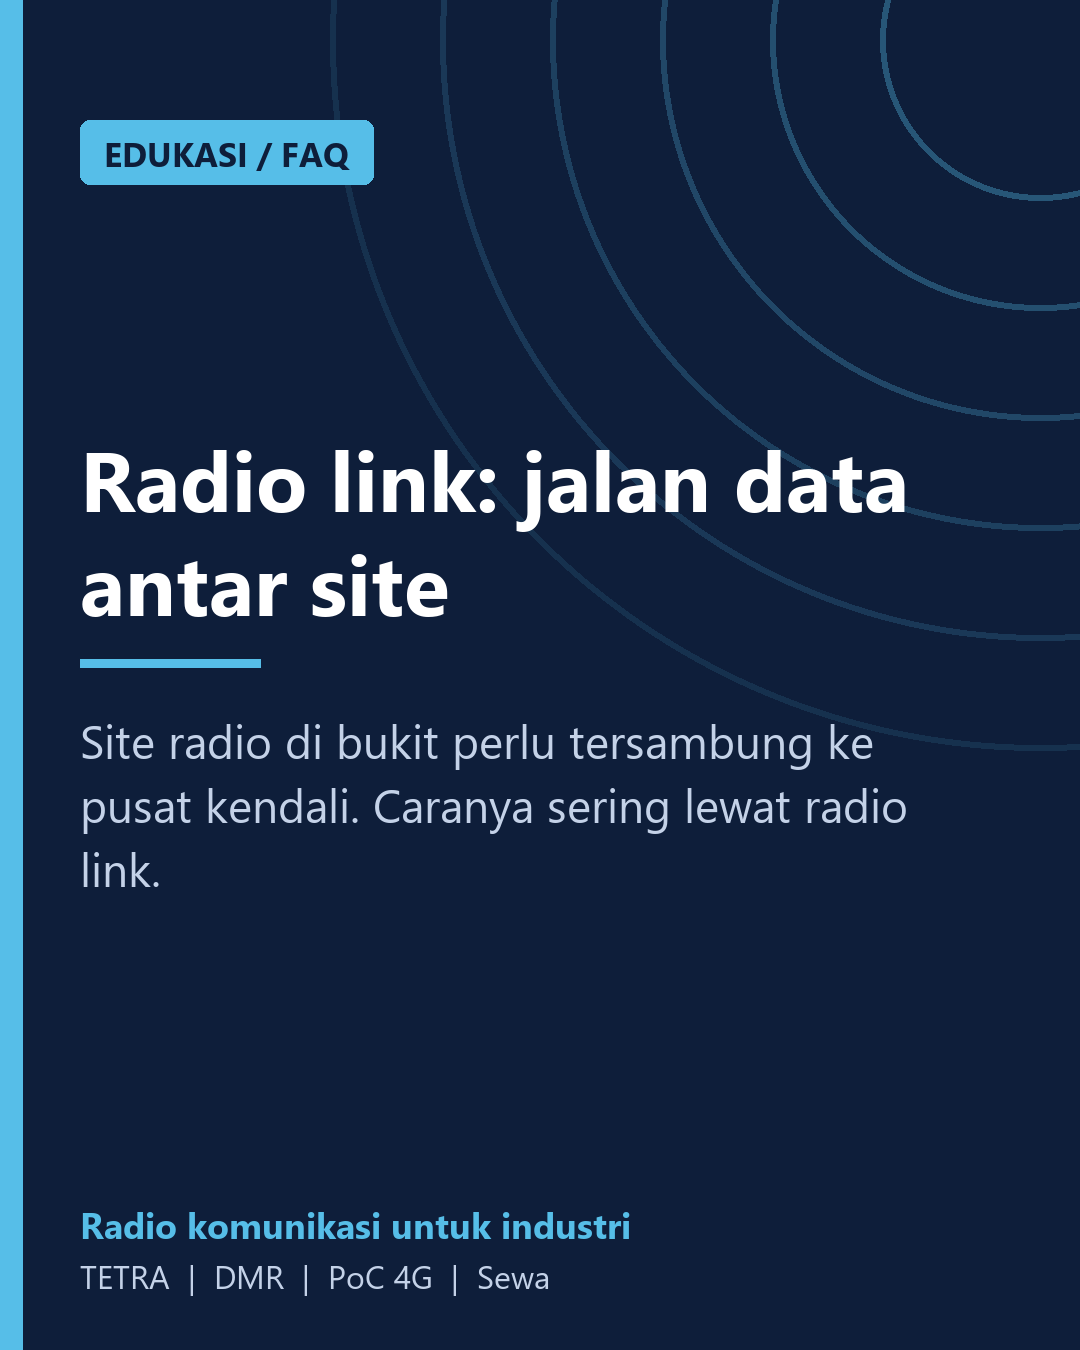 EDUKASI / FAQ
Radio link: jalan data
antar site
Site radio di bukit perlu tersambung ke
pusat kendali. Caranya sering lewat radio
link.
Radio komunikasi untuk industri
TETRA | DMR | PoC 4G | Sewa